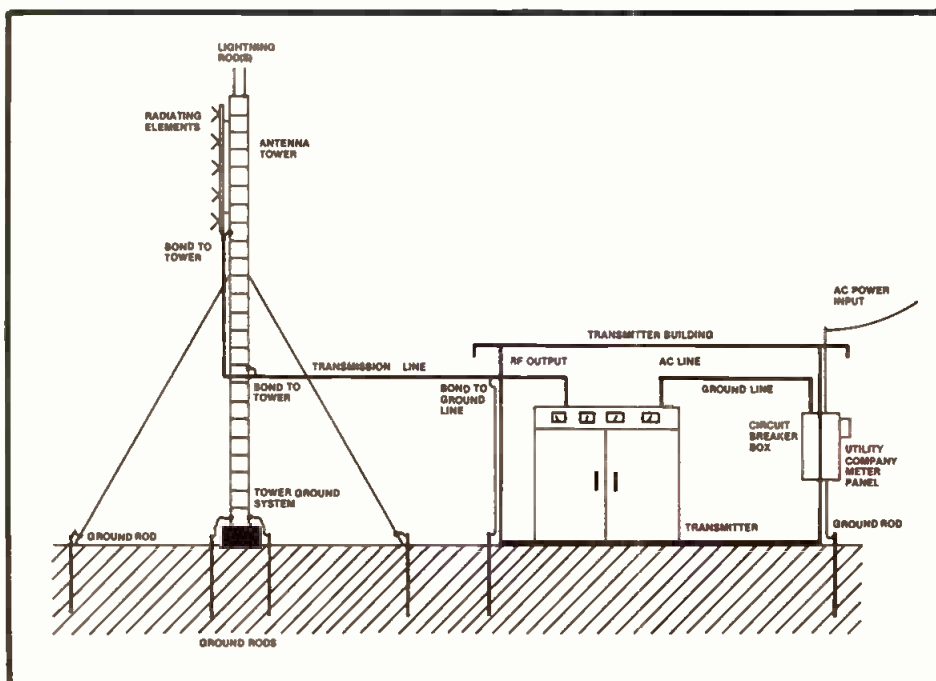 LIGHTNING
ROD(S)
RADIATING
ELEMENTS
ANTENNA
TOWER
BOND TO
TOWER
AC POWER
INPUT
TRANSMITTER BUILDING
TRANSMISSION LINE
RF OUTPUT
AC LINE
BOND TO
TOWER
BOND TO
GROUND
LINE
GROUND LINE
CIRCUIT
BREAKER
BOX
UTILITY
COMPANY
METER
PANEL
TOWER GROUND
SYSTEM
GROUND ROD
TRANSMITTER
GROUND ROD
GROUND RODS